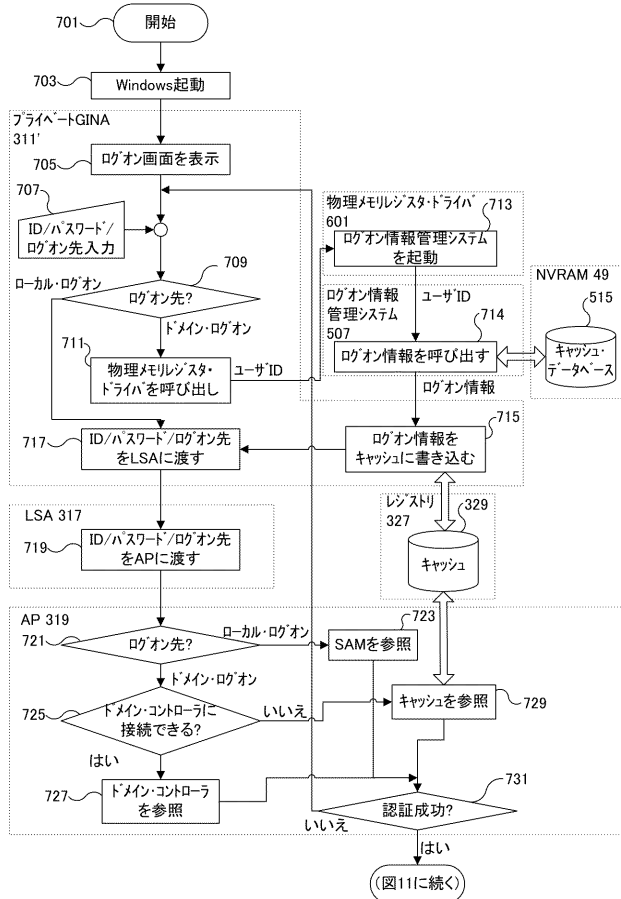 701
開始
703
Windows起動
プライベートGINA
311'
705
ログオン画面を表示
707
ID/パスワード/
ログオン先入力
ローカル・ログオン
709
ログオン先?
ドメイン・ログオン
711
物理メモリレジスタ・
ドライバを呼び出し
ユーザID
物理メモリレジスタ・ドライバ
601
713
ログオン情報管理システム
を起動
ユーザID
ログオン情報
管理システム 507
714
ログオン情報を呼び出す
NVRAM 49
515
キャッシュ・
データベース
ログオン情報
715
ログオン情報を
キャッシュに書き込む
717
ID/パスワード/ログオン先
をLSAに渡す
レジストリ
327
329
キャッシュ
LSA 317
719
ID/パスワード/ログオン先
をAPに渡す
AP 319
721
ログオン先?
ローカル・ログオン
723
SAMを参照
ドメイン・ログオン
725
ドメイン・コントローラに
接続できる?
いいえ
キャッシュを参照
729
はい
727
ドメイン・コントローラ
を参照
731
認証成功?
いいえ
はい
(図11に続く)